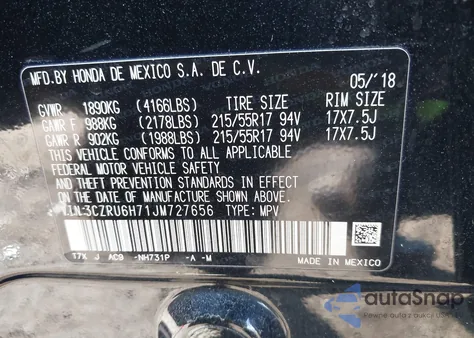 MFD.BY HONDA DE MEXICO S.A. DE C.V.
05/'18
GVWR 1890KG (4166LBS) TIRE SIZE RIM SIZE
GAWR F 988KG (2178LBS) 215/55R17 94V 17X7.5J
GAWR R 902KG (1988LBS) 215/55R17 94V 17X7.5J
THIS VEHICLE CONFORMS TO ALL APPLICABLE
FEDERAL MOTOR VEHICLE SAFETY
AND THEFT PREVENTION STANDARDS IN EFFECT
ON THE DATE OF MANUFACTURE SHOWN ABOVE.
3CZRU6H71JM727656 TYPE: MPV
J AC9 -NH731P -A -M MADE IN MEXICO
autoSnap